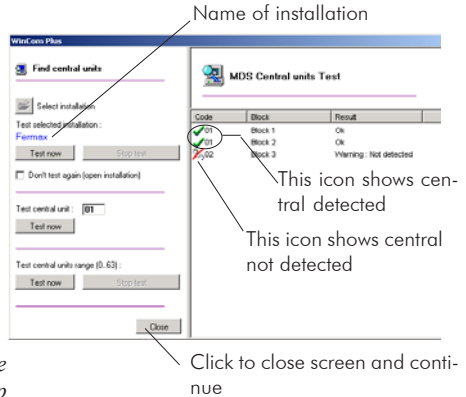 Name of installation
WinCom Plus
Find central units
MDS Central units Test
Select installation
Test selected installation :
Fermax
Test now Stop test
Don't test again (open installation)
Test central unit : 01
Test now
Test central units range (0..63) :
Test now Stop test
Close
Code Block Result
01 Block 1 Ok
01 Block 2 Ok
02 Block 3 Warning : Not detected
This icon shows cen-
tral detected
This icon shows central
not detected
Click to close screen and conti-
nue
e
p